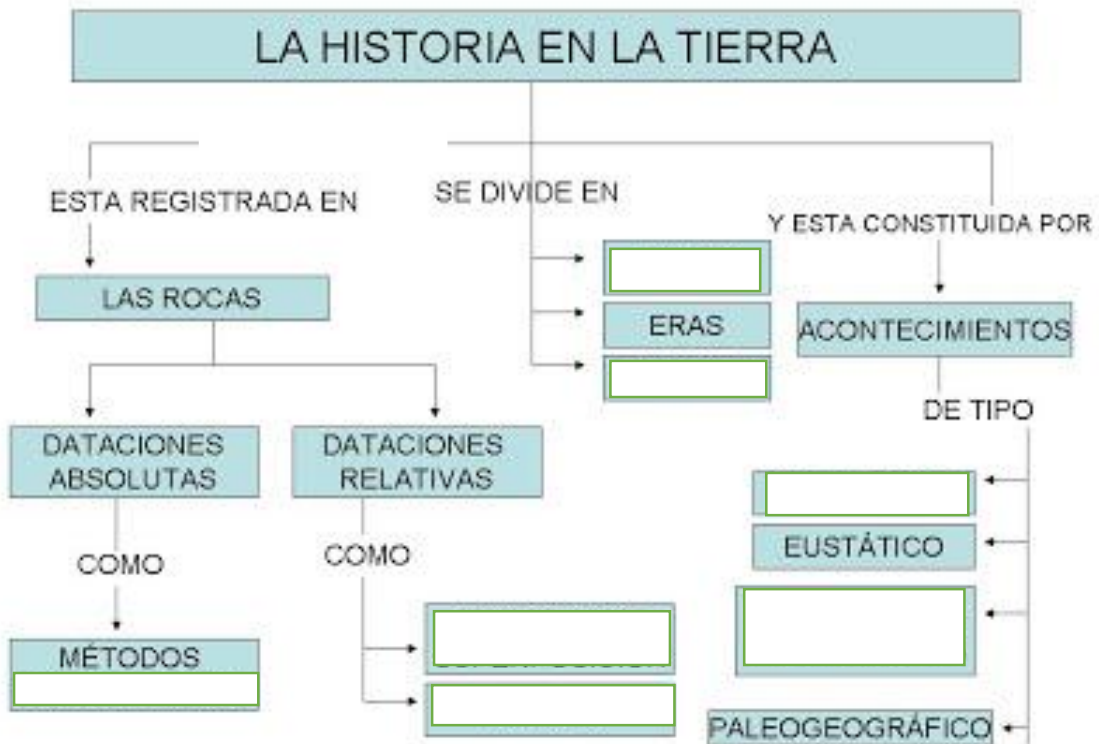 LA HISTORIA EN LA TIERRA
ESTA REGISTRADA EN
SE DIVIDE EN
Y ESTA CONSTITUIDA POR
LAS ROCAS
ERAS
ACONTECIMIENTOS
DE TIPO
DATACIONES
ABSOLUTAS
DATACIONES
RELATIVAS
EUSTÁTICO
COMO
COMO
MÉTODOS
PALEOGEOGRÁFICO